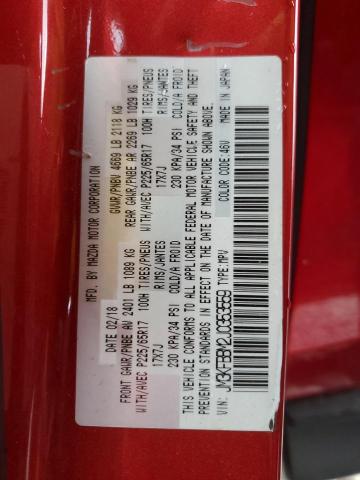 MFD. BY MAZDA MOTOR CORPORATION
DATE 02/18 GVWR/PNBV 4669 LB 2118 KG
FRONT GAWR/PNBE AV 2401 LB 1089 KG REAR GAWR/PNBE AR 2269 LB 1029 KG
WITH/AVEC P225/65R17 100H TIRES/PNEUS WITH/AVEC P225/65R17 100H TIRES/PNEUS
17X7J RIMS/JANTES 17X7J RIMS/JANTES
230 KPA/34 PSI COLD/A FROID 230 KPA/34 PSI COLD/A FROID
THIS VEHICLE CONFORMS TO ALL APPLICABLE FEDERAL MOTOR VEHICLE SAFETY AND THEFT
PREVENTION STANDARDS IN EFFECT ON THE DATE OF MANUFACTURE SHOWN ABOVE.
JM3KFBBM2J0353559 MADE IN JAPAN
VIN: TYPE:MPV COLOR CODE:46V